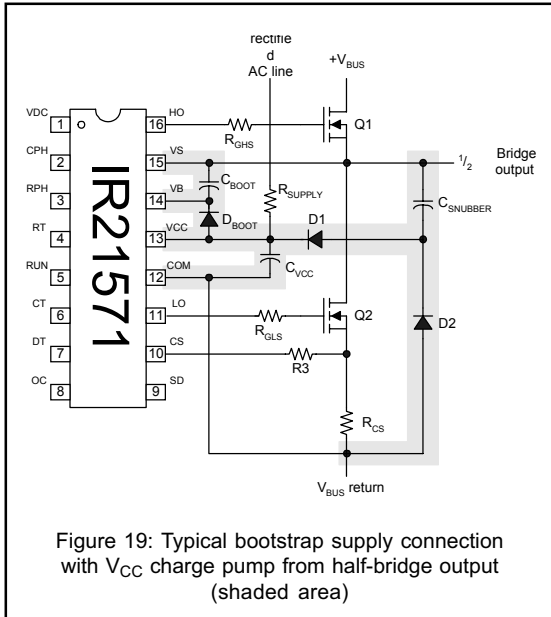 rectifie
d
AC line
+VBUS
VDC
1
CPH
2
RPH
3
RT
4
RUN
5
CT
6
DT
7
OC
8
IR21571
HO
16
VS
15
VB
14
VCC
13
COM
12
LO
11
CS
10
SD
9
RGHS
Q1
1/2 Bridge
output
CBOOT
RSUPPLY
DBOOT
D1
CSNUBBER
CVCC
Q2
RGLS
D2
R3
RCS
VBUS return
Figure 19: Typical bootstrap supply connection
with VCC charge pump from half-bridge output
(shaded area)